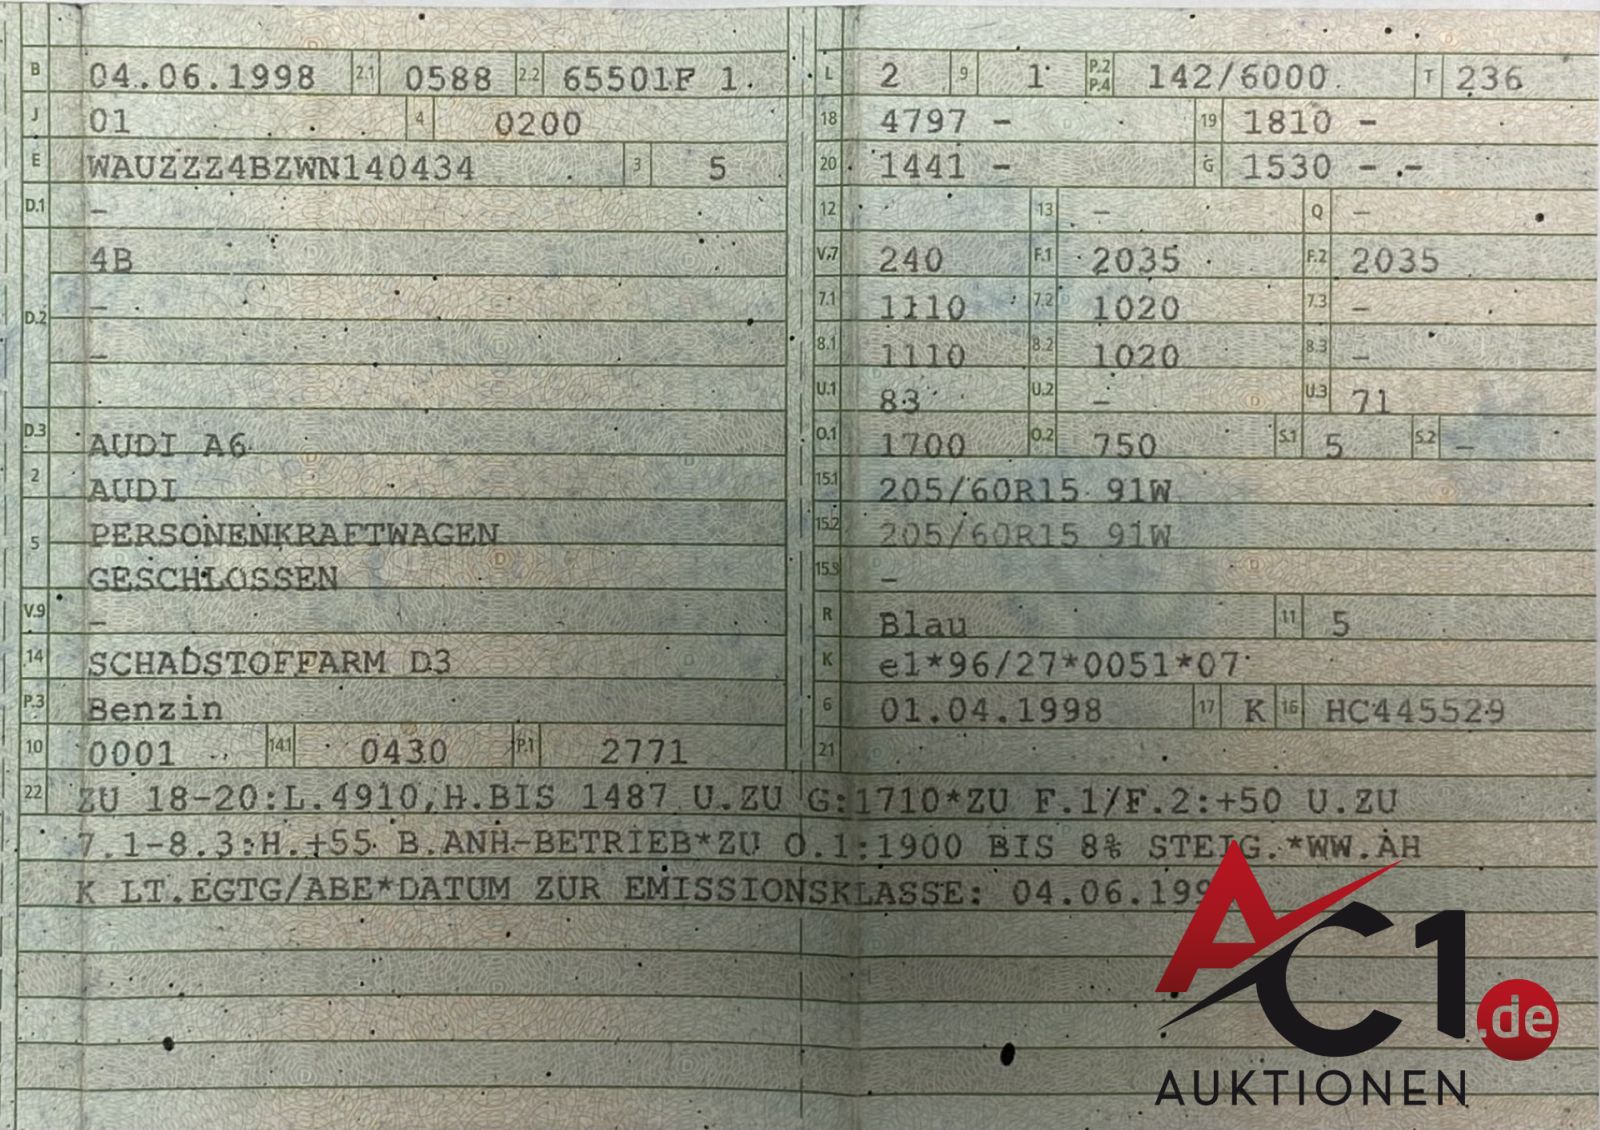 B 04.06.1998 2.1 0588 2.2 65501F 1
J 01 4 0200
E WAUZZZ4BZWN140434 3 5
D.1 –
4B
D.2 –
–
D.3 AUDI A6
2 AUDI
5 PERSONENKRAFTWAGEN
GESCHLOSSEN
V.9 –
14 SCHADSTOFFARM D3
P.3 Benzin
10 0001 14.1 0430 P.1 2771
L 2 9 1 P.2 P.4 142/6000 T 236
18 4797 – 19 1810 –
20 1441 – G 1530 – –
12 13 – Q –
V.7 240 F.1 2035 F.2 2035
7.1 1110 7.2 1020 7.3 –
8.1 1110 8.2 1020 8.3 –
U.1 83 U.2 – U.3 71
O.1 1700 O.2 750 S.1 5 S.2 –
15.1 205/60R15 91W
15.2 205/60R15 91W
15.3 –
R Blau 11 5
K e1*96/27*0051*07
6 01.04.1998 17 K 16 HC445529
21
22 ZU 18-20:L.4910,H.BIS 1487 U.ZU G:1710*ZU F.1/F.2:+50 U.ZU
7.1-8.3:H.+55 B.ANH-BETRIEB*ZU O.1:1900 BIS 8% STEIG.*WW.AH
K LT.EGTG/ABE*DATUM ZUR EMISSIONSKLASSE: 04.06.199
AC1.de
AUKTIONEN